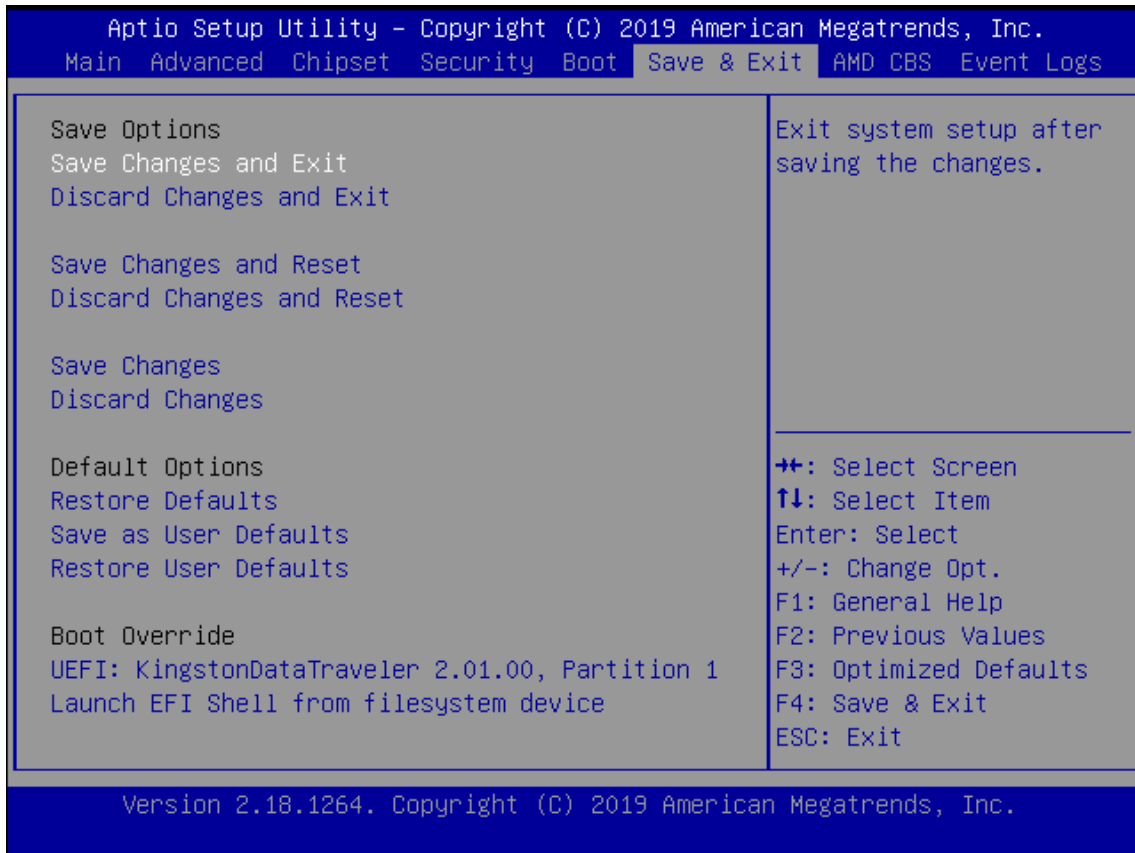 Aptio Setup Utility – Copyright (C) 2019 American Megatrends, Inc.
Main Advanced Chipset Security Boot Save & Exit AMD CBS Event Logs
Save Options
Save Changes and Exit
Discard Changes and Exit
Save Changes and Reset
Discard Changes and Reset
Save Changes
Discard Changes
Default Options
Restore Defaults
Save as User Defaults
Restore User Defaults
Boot Override
UEFI: KingstonDataTraveler 2.01.00, Partition 1
Launch EFI Shell from filesystem device
Exit system setup after
saving the changes.
→←: Select Screen
↑↓: Select Item
Enter: Select
+/-: Change Opt.
F1: General Help
F2: Previous Values
F3: Optimized Defaults
F4: Save & Exit
ESC: Exit
Version 2.18.1264. Copyright (C) 2019 American Megatrends, Inc.